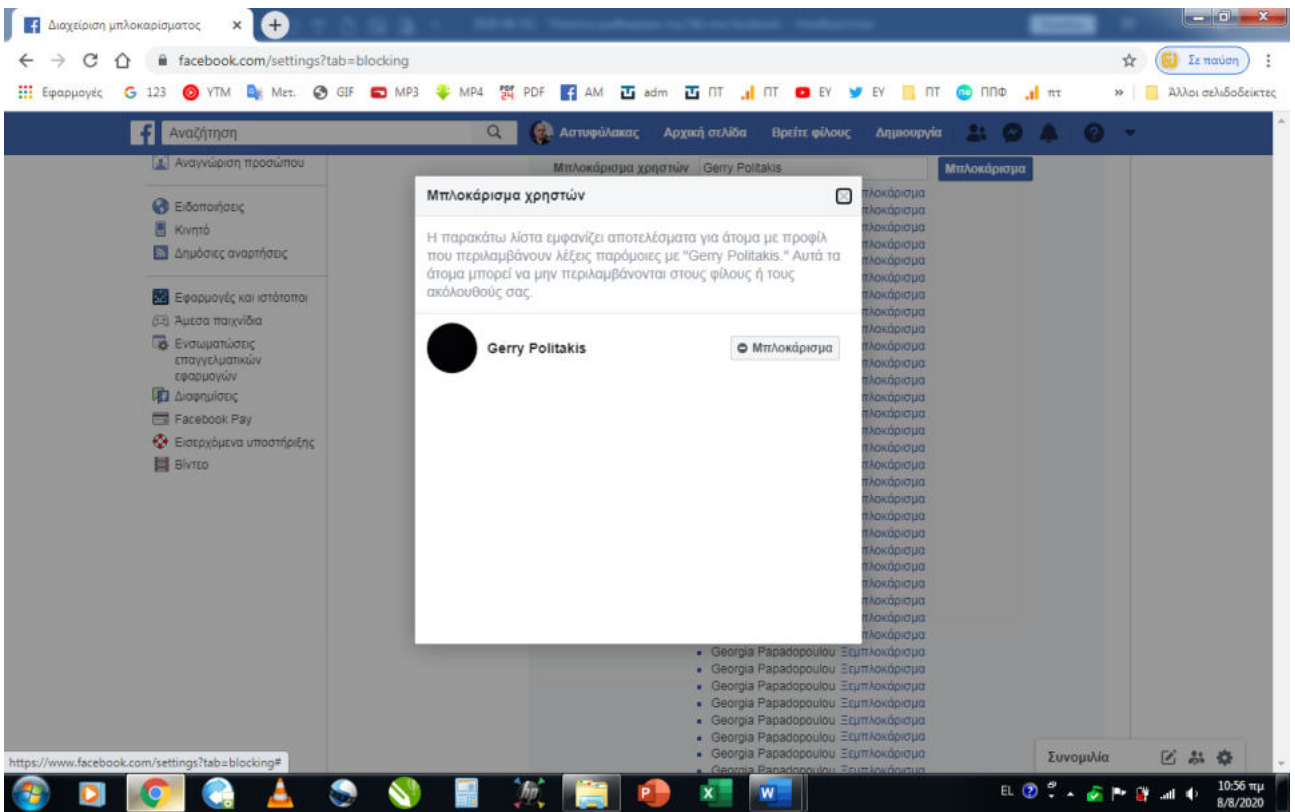 Διαχείριση μπλοκαρίσματος
facebook.com/settings?tab=blocking
Σε παύση
Εφαρμογές 123 YTM Μετ. GIF MP3 MP4 PDF AM adm ΠΤ ΠΤ ΕΥ ΕΥ ΠΤ ΠΠΦ πτ » Άλλοι σελιδοδείκτες
Αναζήτηση
Αστυφύλακας Αρχική σελίδα Βρείτε φίλους Δημιουργία
Αναγνώριση προσώπου
Ειδοποιήσεις
Κινητό
Δημόσιες αναρτήσεις
Εφαρμογές και ιστότοποι
Άμεσα παιχνίδια
Ενσωματώσεις
επαγγελματικών
εφαρμογών
Διαφημίσεις
Facebook Pay
Εισερχόμενα υποστήριξης
Βίντεο
Μπλοκάρισμα χρηστών Gerry Politakis Μπλοκάρισμα
Μπλοκάρισμα χρηστών
Η παρακάτω λίστα εμφανίζει αποτελέσματα για άτομα με προφίλ
που περιλαμβάνουν λέξεις παρόμοιες με "Gerry Politakis." Αυτά τα
άτομα μπορεί να μην περιλαμβάνονται στους φίλους ή τους
ακόλουθούς σας.
Gerry Politakis Μπλοκάρισμα
Georgia Papadopoulou Ξεμπλοκάρισμα
Georgia Papadopoulou Ξεμπλοκάρισμα
Georgia Papadopoulou Ξεμπλοκάρισμα
Georgia Papadopoulou Ξεμπλοκάρισμα
Georgia Papadopoulou Ξεμπλοκάρισμα
Georgia Papadopoulou Ξεμπλοκάρισμα
Georgia Papadopoulou Ξεμπλοκάρισμα
Georgia Papadopoulou Ξεμπλοκάρισμα
Συνομιλία
https://www.facebook.com/settings?tab=blocking#
EL
10:56 πμ
8/8/2020